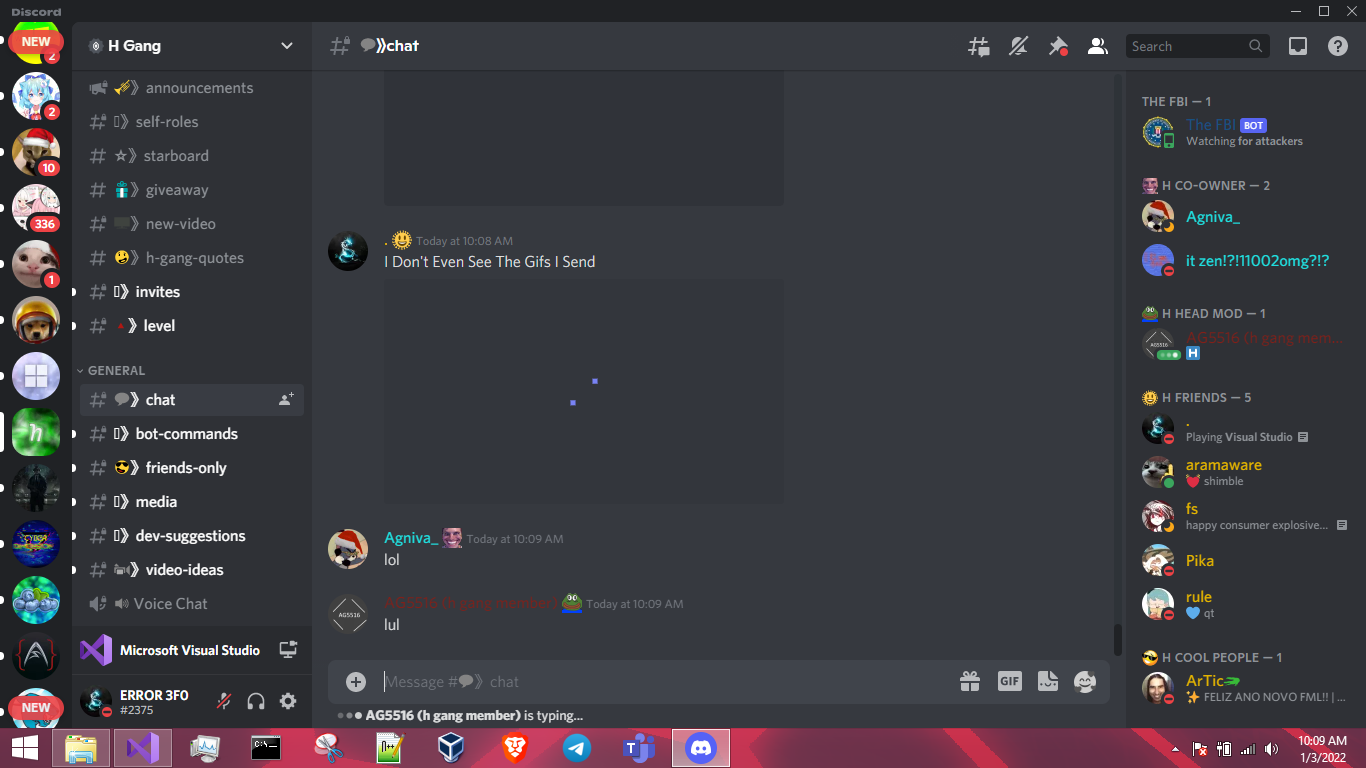 Discord
NEW
2
2
10
336
1
NEW
H Gang
announcements
self-roles
starboard
giveaway
new-video
h-gang-quotes
invites
level
GENERAL
chat
bot-commands
friends-only
media
dev-suggestions
video-ideas
Voice Chat
Microsoft Visual Studio
ERROR 3F0
#2375
chat
Search
. Today at 10:08 AM
I Don't Even See The Gifs I Send
Agniva_ Today at 10:09 AM
lol
AG5516
AG5516 (h gang member) Today at 10:09 AM
lul
Message # chat
GIF
AG5516 (h gang member) is typing...
THE FBI — 1
The FBI BOT
Watching for attackers
H CO-OWNER — 2
Agniva_
it zen!?!11002omg?!?
H HEAD MOD — 1
AG5516 (h gang mem...
AG5516
H
H FRIENDS — 5
.
Playing Visual Studio
aramaware
shimble
fs
happy consumer explosive...
Pika
rule
qt
H COOL PEOPLE — 1
ArTic
FELIZ ANO NOVO FML!! | ...
10:09 AM
1/3/2022